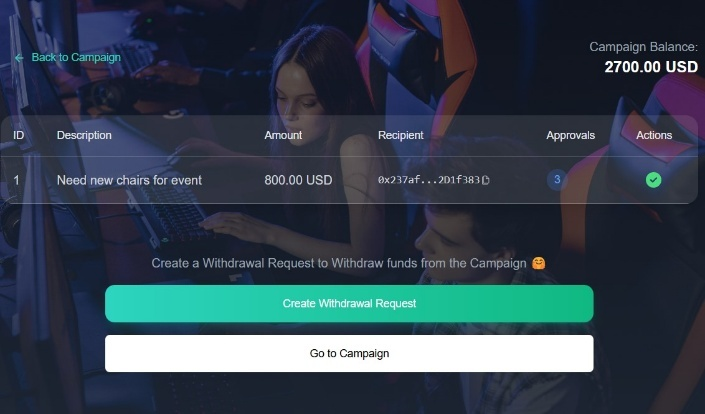 Back to Campaign
Campaign Balance:
2700.00 USD
ID Description Amount Recipient Approvals Actions
1 Need new chairs for event 800.00 USD 0x237af...2D1f383 3
Create a Withdrawal Request to Withdraw funds from the Campaign 🤗
Create Withdrawal Request
Go to Campaign